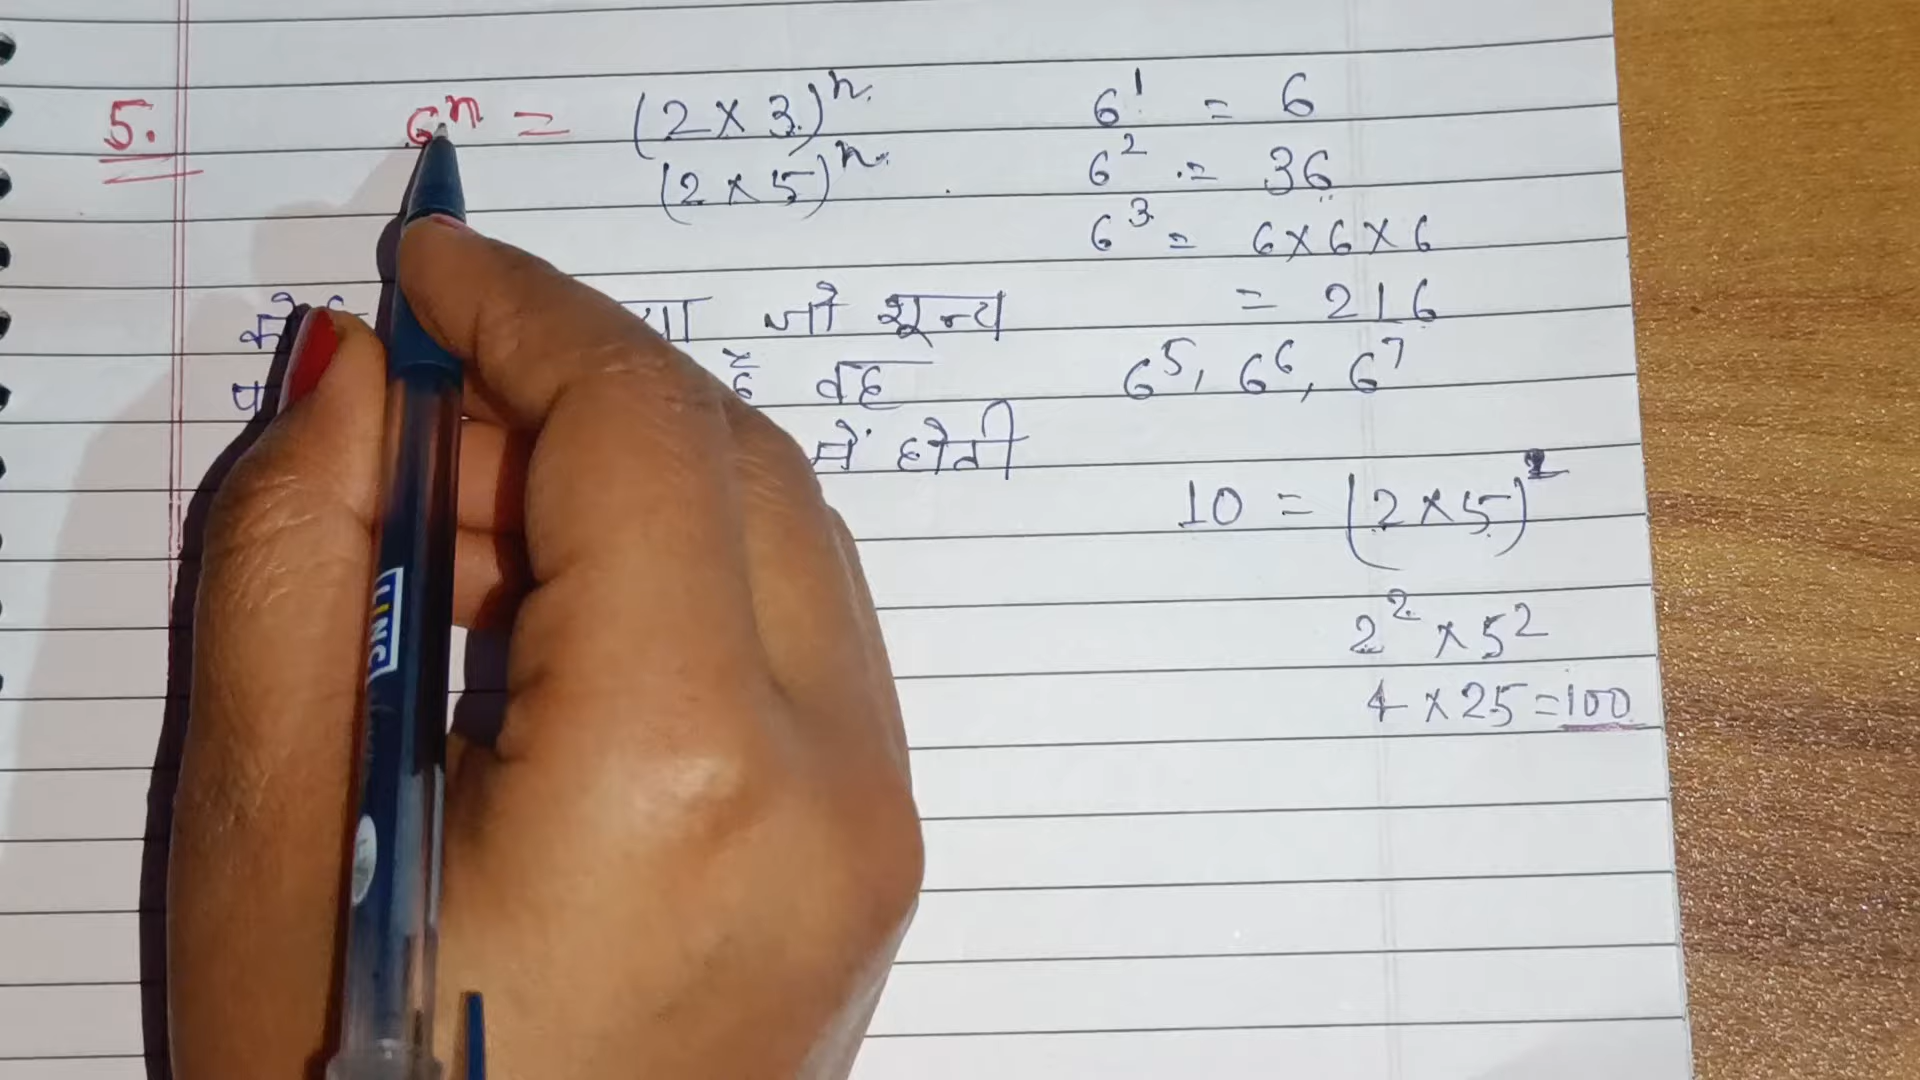 5. 6ⁿ = (2 × 3)ⁿ
(2 × 5)ⁿ
जो शून्य
है वह
में होगी
6¹ = 6
6² = 36
6³ = 6 × 6 × 6
= 216
6⁵, 6⁶, 6⁷
10 = (2 × 5)²
2² × 5²
4 × 25 = 100
LINC